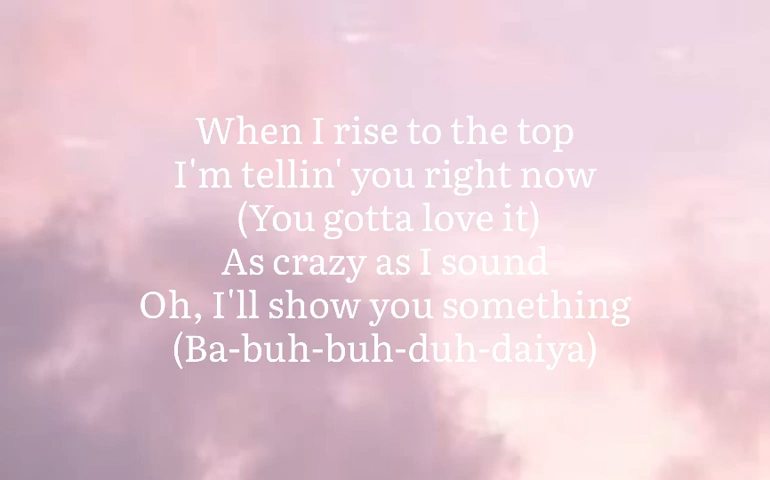 When I rise to the top
I'm tellin' you right now
(You gotta love it)
As crazy as I sound
Oh, I'll show you something
(Ba-buh-buh-duh-daiya)